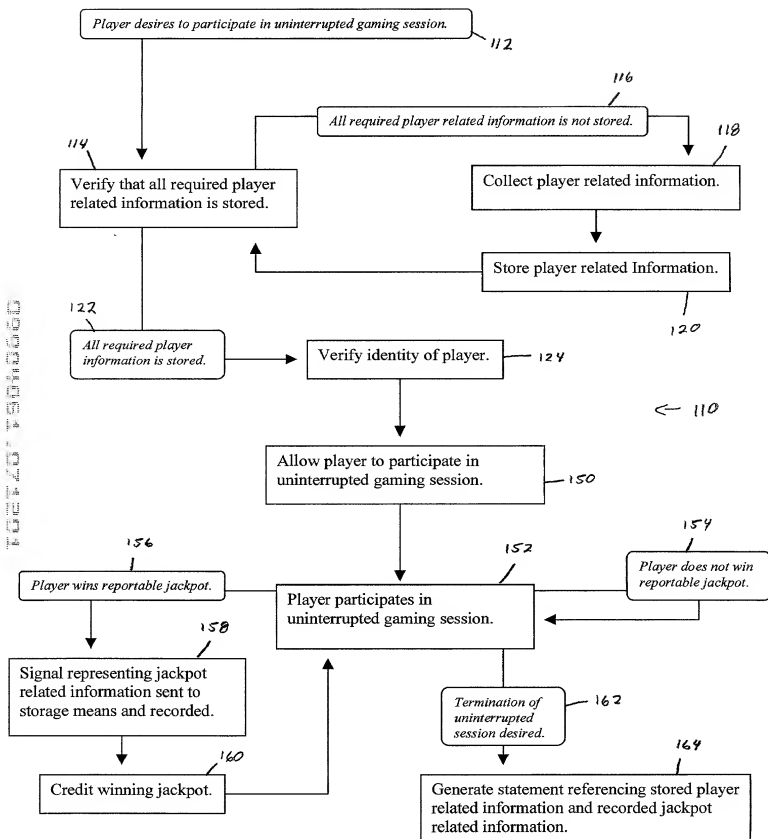 Player desires to participate in uninterrupted gaming session.
112
116
All required player related information is not stored.
114
118
Verify that all required player
related information is stored.
Collect player related information.
Store player related Information.
120
122
All required player
information is stored.
Verify identity of player.
124
110
Allow player to participate in
uninterrupted gaming session.
150
156
152
154
Player wins reportable jackpot.
Player participates in
uninterrupted gaming session.
Player does not win
reportable jackpot.
158
Signal representing jackpot
related information sent to
storage means and recorded.
Termination of
uninterrupted
session desired.
162
160
Credit winning jackpot.
164
Generate statement referencing stored player
related information and recorded jackpot
related information.